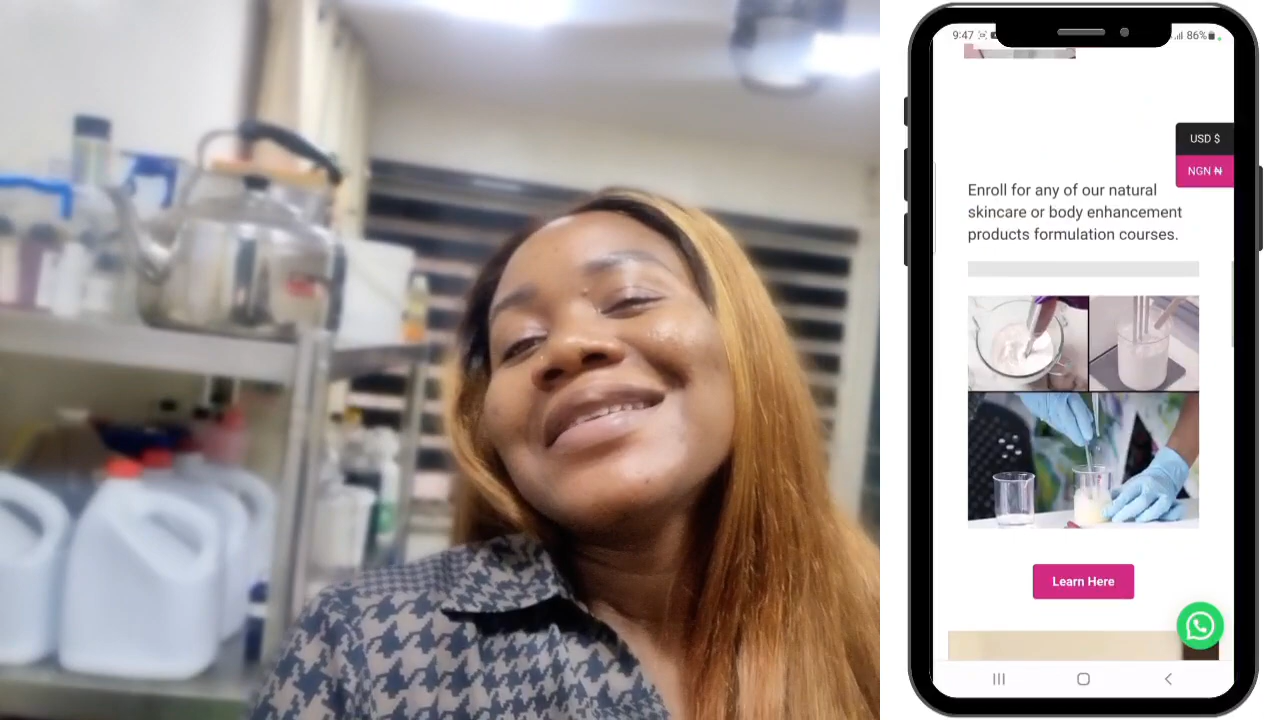 9:47
86%
USD $
NGN ₦
Enroll for any of our natural
skincare or body enhancement
products formulation courses.
Learn Here